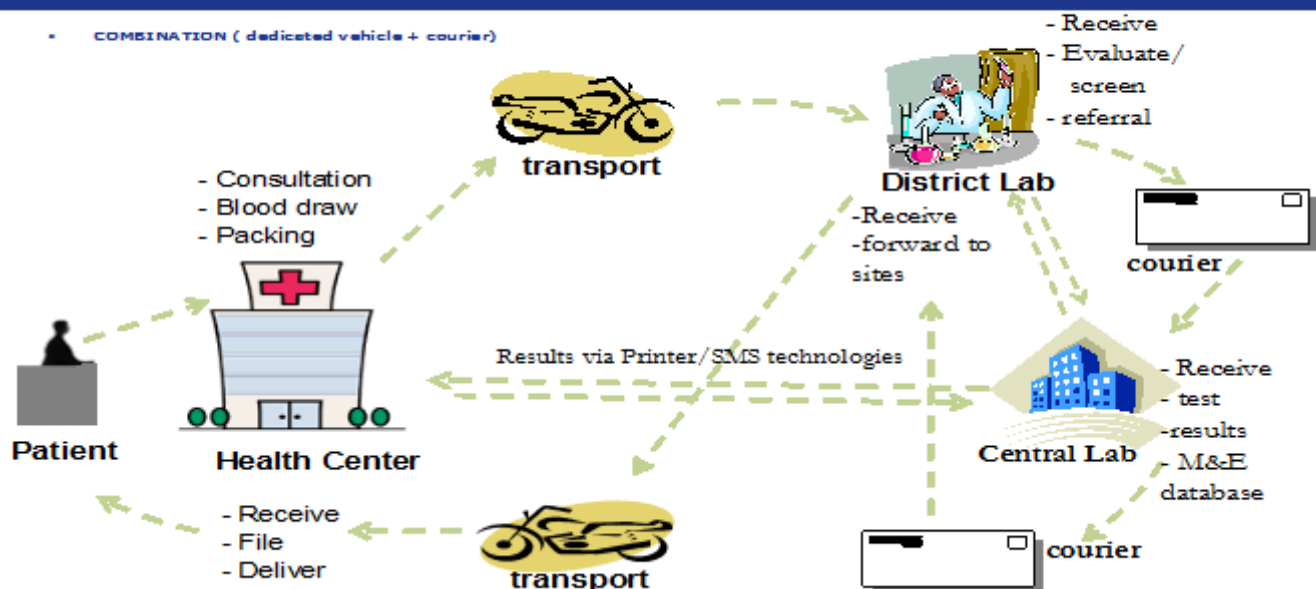 • COMBINATION ( dedicated vehicle + courier)
- Receive
- Evaluate/
screen
- referral
transport
District Lab
- Consultation
- Blood draw
- Packing
-Receive
-forward to
sites
courier
Results via Printer/SMS technologies
- Receive
- test
-results
- M&E
database
Patient
Health Center
Central Lab
- Receive
- File
- Deliver
transport
courier